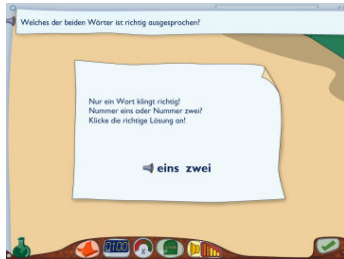 Welches der beiden Wörter ist richtig ausgesprochen?
Nur ein Wort klingt richtig!
Nummer eins oder Nummer zwei?
Klicke die richtige Lösung an!
eins zwei